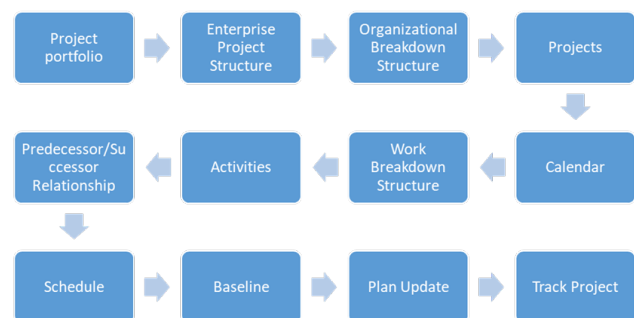 Project
portfolio
Enterprise
Project
Structure
Organizational
Breakdown
Structure
Projects
Calendar
Work
Breakdown
Structure
Activities
Predecessor/Su
ccessor
Relationship
Schedule
Baseline
Plan Update
Track Project